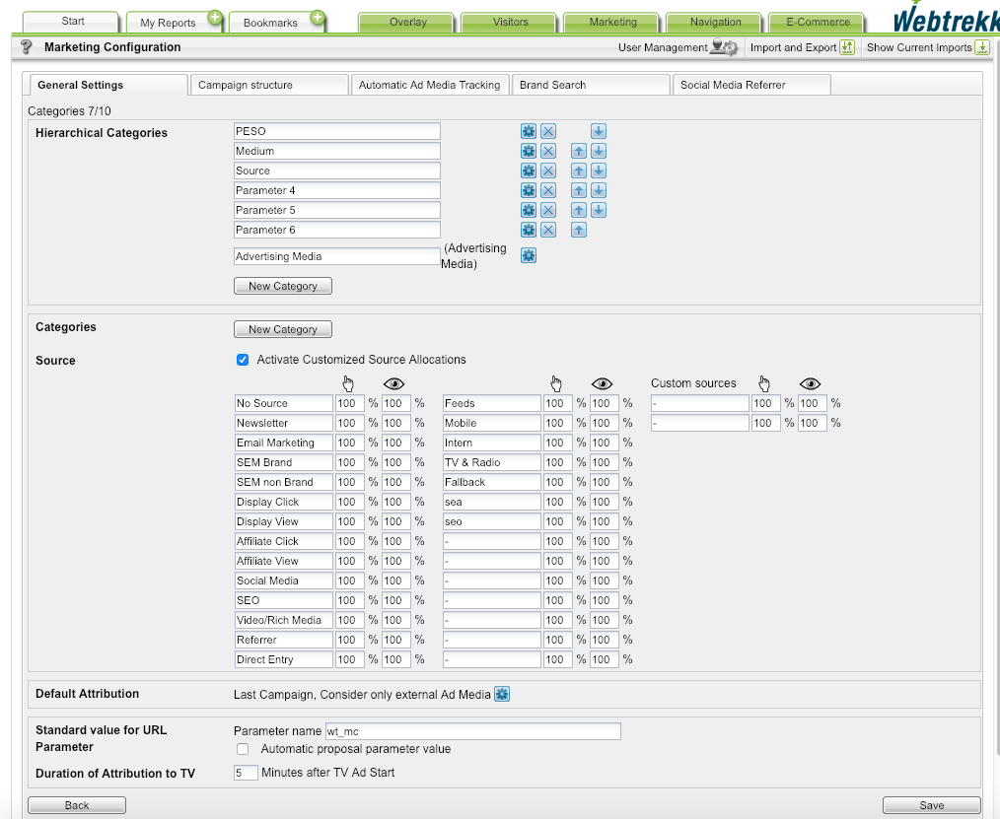 Start My Reports Bookmarks Overlay Visitors Marketing Navigation E-Commerce Webtrekk
? Marketing Configuration User Management Import and Export Show Current Imports
General Settings Campaign structure Automatic Ad Media Tracking Brand Search Social Media Referrer
Categories 7/10
Hierarchical Categories PESO
Medium
Source
Parameter 4
Parameter 5
Parameter 6
Advertising Media (Advertising Media)
New Category
Categories New Category
Source Activate Customized Source Allocations
Custom sources
No Source 100 % 100 % Feeds 100 % 100 % - 100 % 100 %
Newsletter 100 % 100 % Mobile 100 % 100 % - 100 % 100 %
Email Marketing 100 % 100 % Intern 100 % 100 %
SEM Brand 100 % 100 % TV & Radio 100 % 100 %
SEM non Brand 100 % 100 % Fallback 100 % 100 %
Display Click 100 % 100 % sea 100 % 100 %
Display View 100 % 100 % seo 100 % 100 %
Affiliate Click 100 % 100 % - 100 % 100 %
Affiliate View 100 % 100 % - 100 % 100 %
Social Media 100 % 100 % - 100 % 100 %
SEO 100 % 100 % - 100 % 100 %
Video/Rich Media 100 % 100 % - 100 % 100 %
Referrer 100 % 100 % - 100 % 100 %
Direct Entry 100 % 100 % - 100 % 100 %
Default Attribution Last Campaign, Consider only external Ad Media
Standard value for URL Parameter Parameter name wt_mc
Automatic proposal parameter value
Duration of Attribution to TV 5 Minutes after TV Ad Start
Back Save